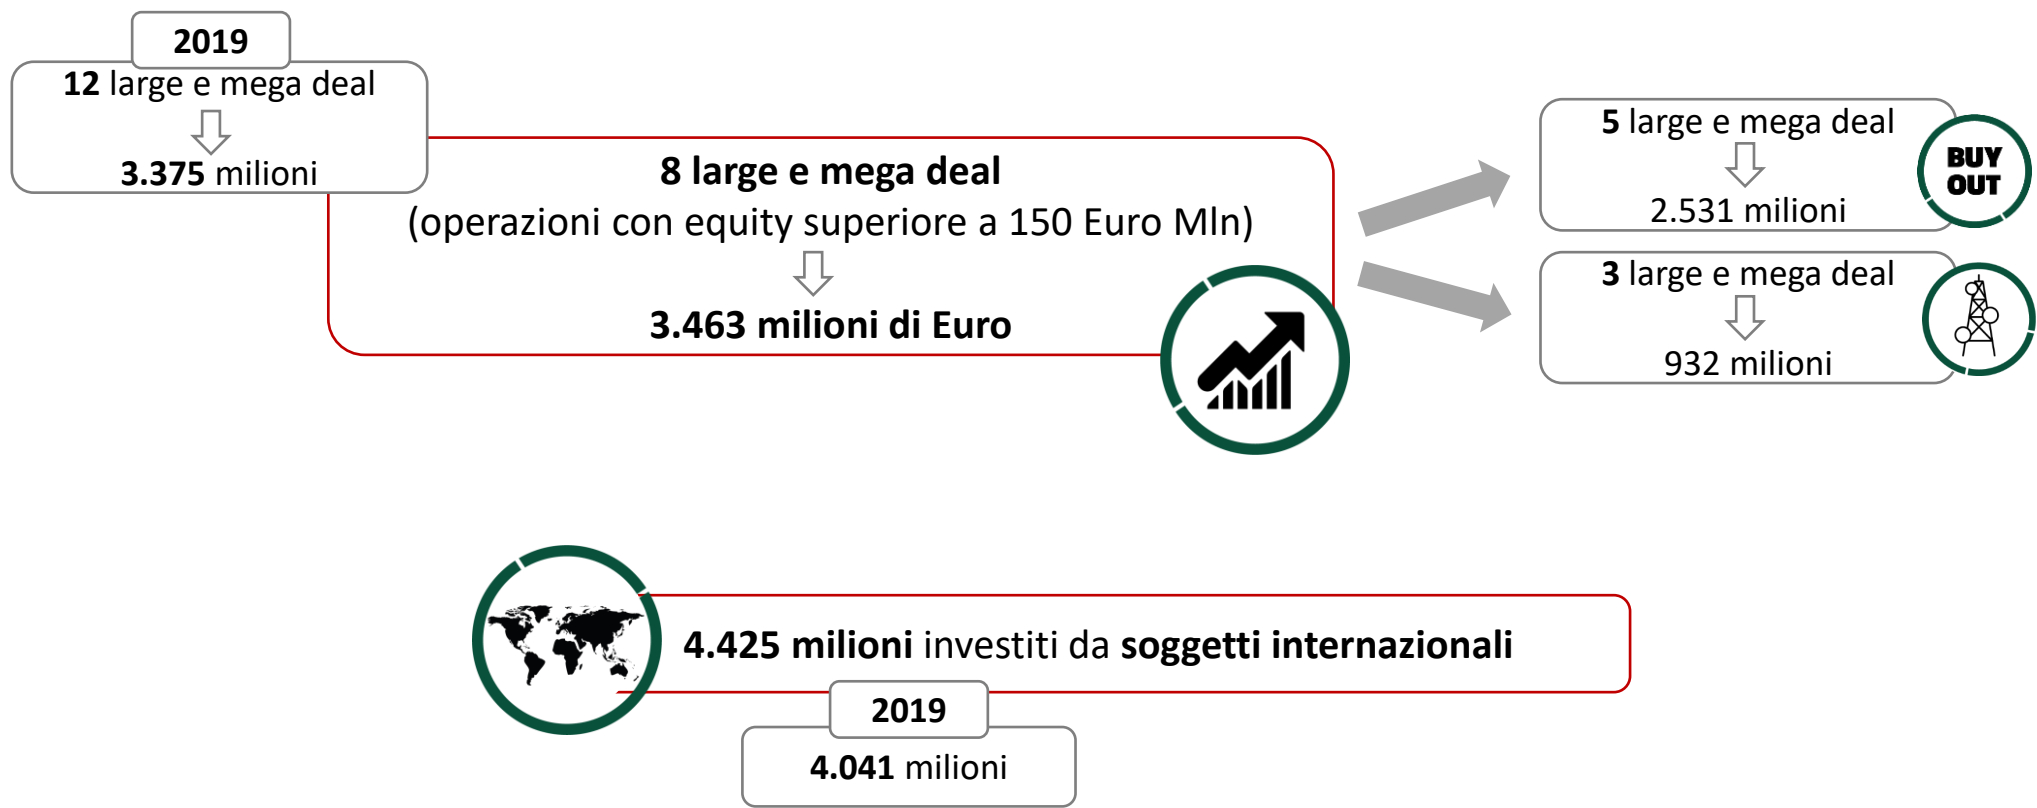 2019
12 large e mega deal
3.375 milioni
8 large e mega deal
(operazioni con equity superiore a 150 Euro Mln)
3.463 milioni di Euro
5 large e mega deal
2.531 milioni
BUY
OUT
3 large e mega deal
932 milioni
4.425 milioni investiti da soggetti internazionali
2019
4.041 milioni